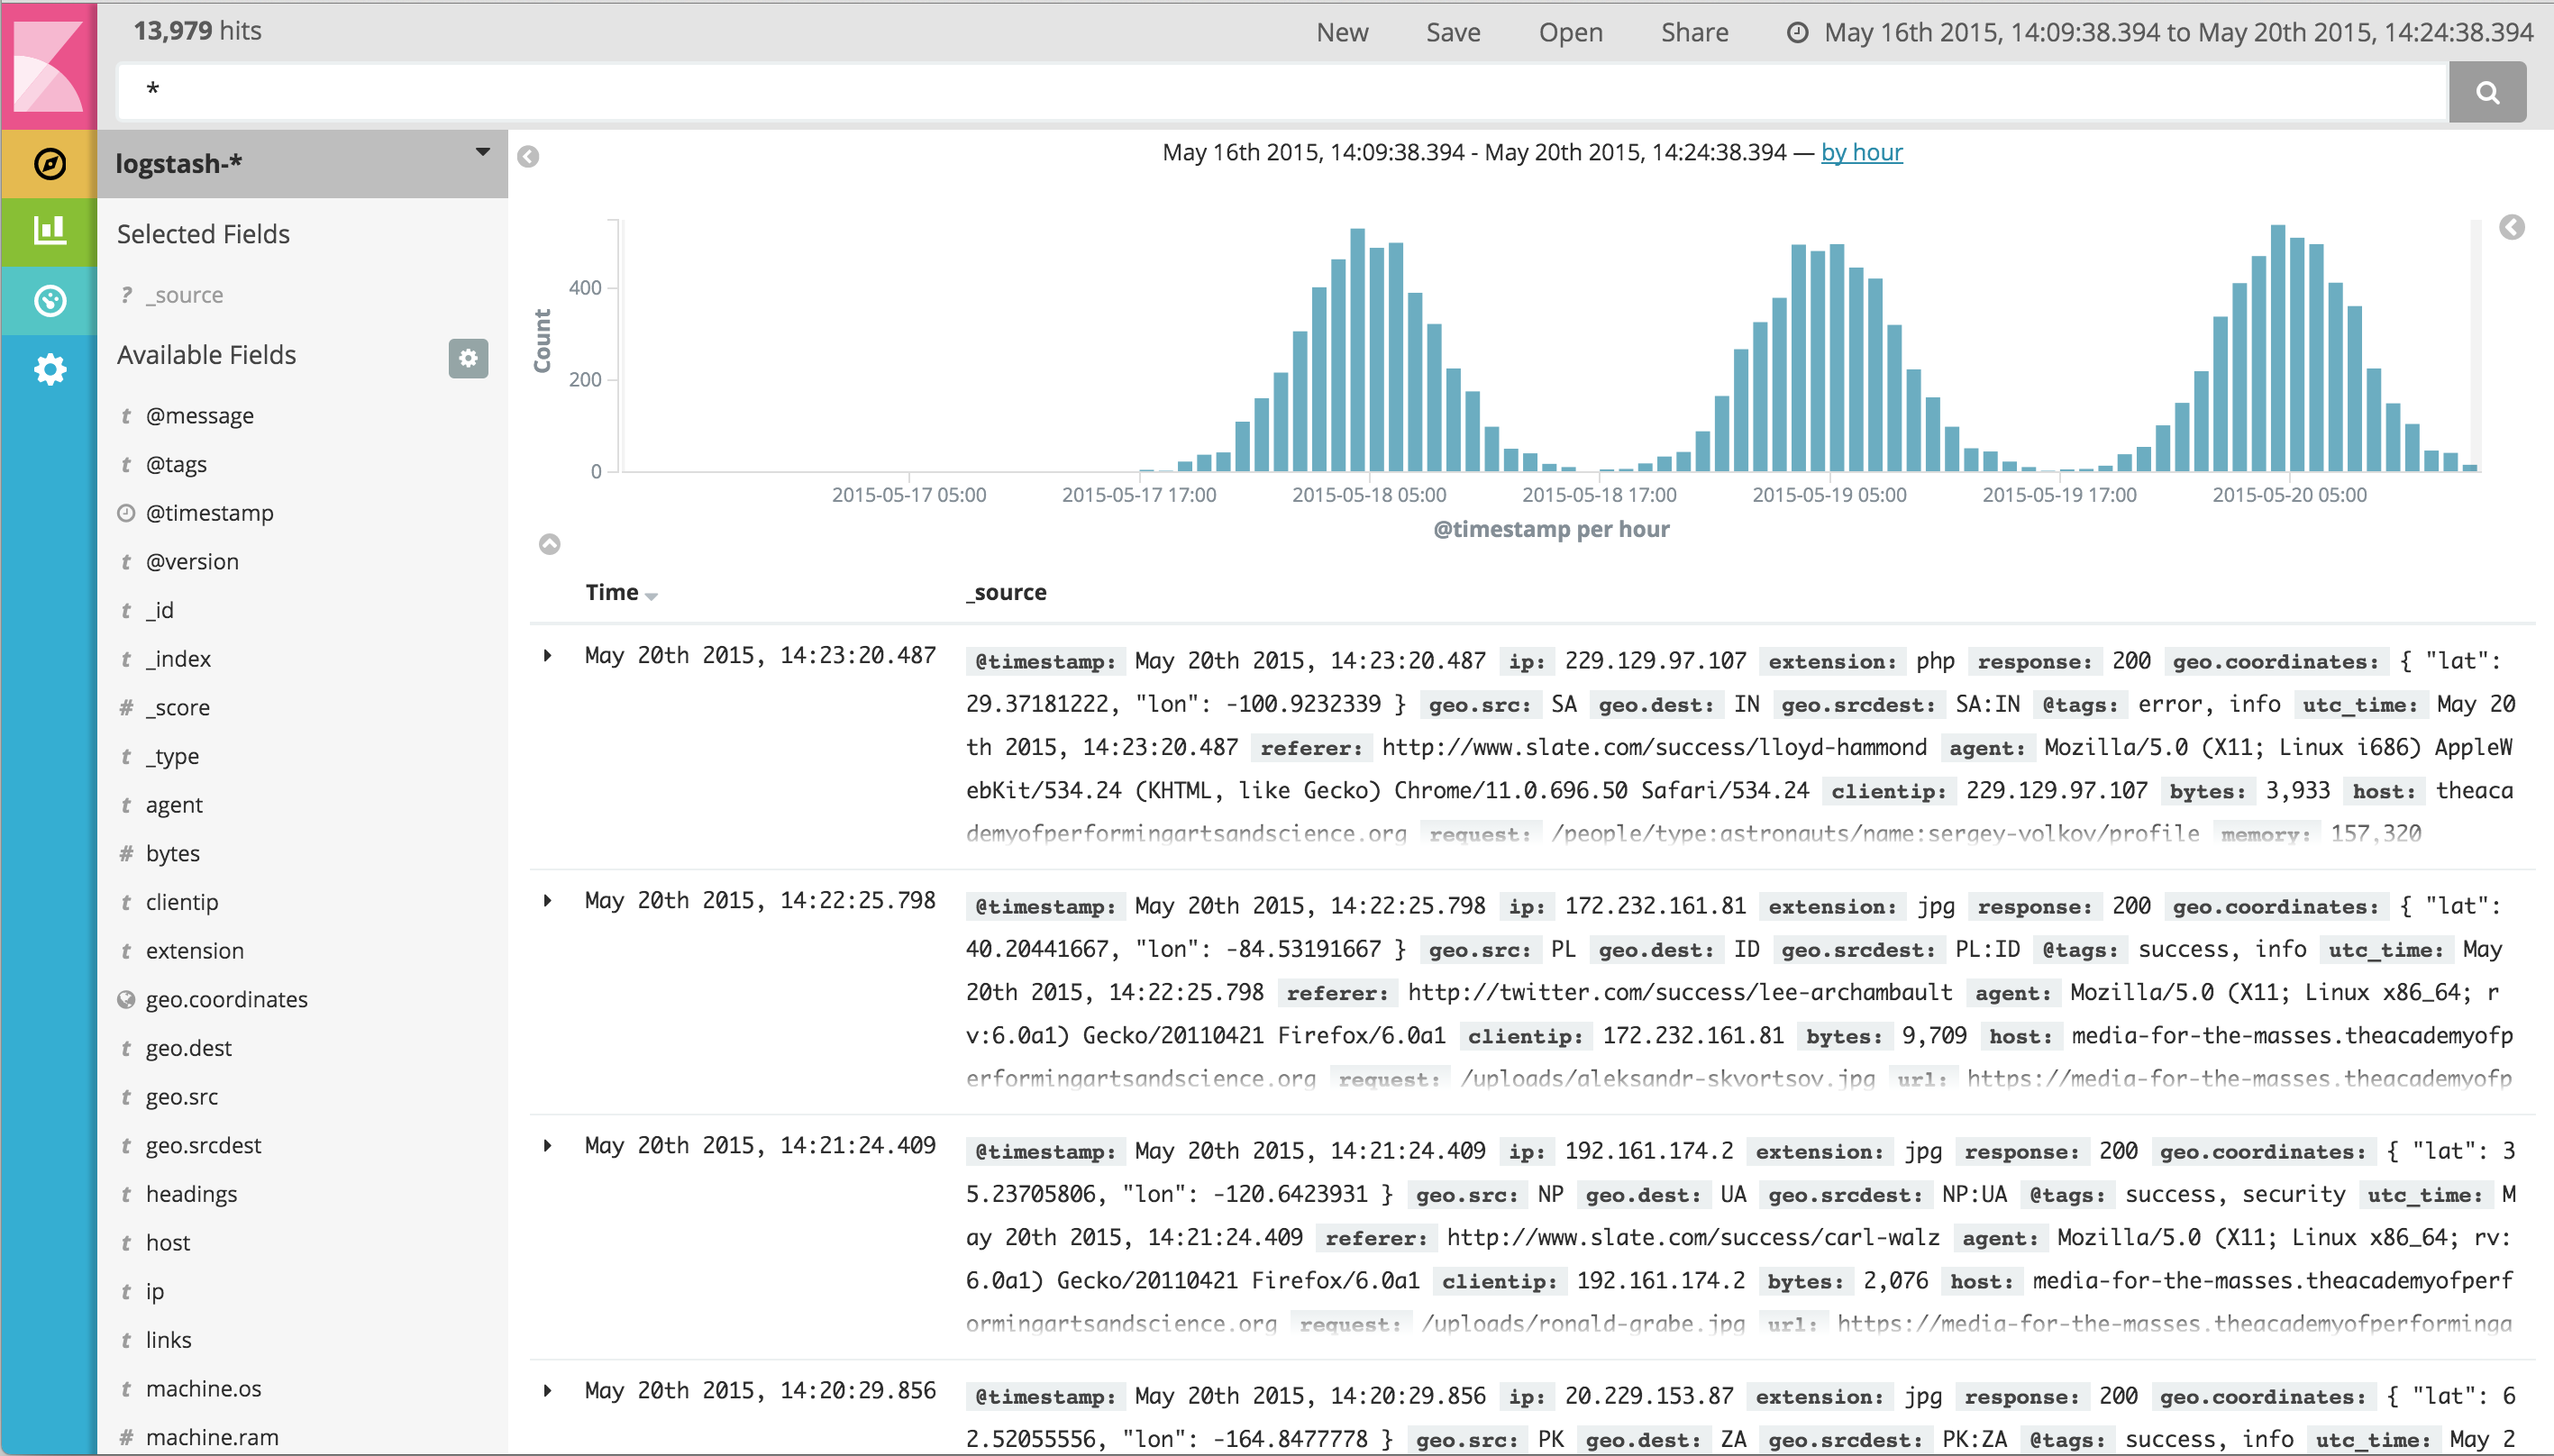 13,979 hits
New Save Open Share May 16th 2015, 14:09:38.394 to May 20th 2015, 14:24:38.394
*
logstash-*
Selected Fields
? _source
Available Fields
t @message
t @tags
@timestamp
t @version
t _id
t _index
# _score
t _type
t agent
# bytes
t clientip
t extension
geo.coordinates
t geo.dest
t geo.src
t geo.srcdest
t headings
t host
t ip
t links
t machine.os
# machine.ram
May 16th 2015, 14:09:38.394 - May 20th 2015, 14:24:38.394 — by hour
Count
400
200
0
2015-05-17 05:00 2015-05-17 17:00 2015-05-18 05:00 2015-05-18 17:00 2015-05-19 05:00 2015-05-19 17:00 2015-05-20 05:00
@timestamp per hour
Time _source
May 20th 2015, 14:23:20.487 @timestamp: May 20th 2015, 14:23:20.487 ip: 229.129.97.107 extension: php response: 200 geo.coordinates: { "lat":
29.37181222, "lon": -100.9232339 } geo.src: SA geo.dest: IN geo.srcdest: SA:IN @tags: error, info utc_time: May 20
th 2015, 14:23:20.487 referer: http://www.slate.com/success/lloyd-hammond agent: Mozilla/5.0 (X11; Linux i686) AppleW
ebKit/534.24 (KHTML, like Gecko) Chrome/11.0.696.50 Safari/534.24 clientip: 229.129.97.107 bytes: 3,933 host: theaca
demyofperformingartsandscience.org request: /people/type:astronauts/name:sergey-volkov/profile memory: 157,320
May 20th 2015, 14:22:25.798 @timestamp: May 20th 2015, 14:22:25.798 ip: 172.232.161.81 extension: jpg response: 200 geo.coordinates: { "lat":
40.20441667, "lon": -84.53191667 } geo.src: PL geo.dest: ID geo.srcdest: PL:ID @tags: success, info utc_time: May
20th 2015, 14:22:25.798 referer: http://twitter.com/success/lee-archambault agent: Mozilla/5.0 (X11; Linux x86_64; r
v:6.0a1) Gecko/20110421 Firefox/6.0a1 clientip: 172.232.161.81 bytes: 9,709 host: media-for-the-masses.theacademyofp
erformingartsandscience.org request: /uploads/aleksandr-skvortsov.jpg url: https://media-for-the-masses.theacademyofp
May 20th 2015, 14:21:24.409 @timestamp: May 20th 2015, 14:21:24.409 ip: 192.161.174.2 extension: jpg response: 200 geo.coordinates: { "lat": 3
5.23705806, "lon": -120.6423931 } geo.src: NP geo.dest: UA geo.srcdest: NP:UA @tags: success, security utc_time: M
ay 20th 2015, 14:21:24.409 referer: http://www.slate.com/success/carl-walz agent: Mozilla/5.0 (X11; Linux x86_64; rv:
6.0a1) Gecko/20110421 Firefox/6.0a1 clientip: 192.161.174.2 bytes: 2,076 host: media-for-the-masses.theacademyofperf
ormingartsandscience.org request: /uploads/ronald-grabe.jpg url: https://media-for-the-masses.theacademyofperforminga
May 20th 2015, 14:20:29.856 @timestamp: May 20th 2015, 14:20:29.856 ip: 20.229.153.87 extension: jpg response: 200 geo.coordinates: { "lat": 6
2.52055556, "lon": -164.8477778 } geo.src: PK geo.dest: ZA geo.srcdest: PK:ZA @tags: success, info utc_time: May 2